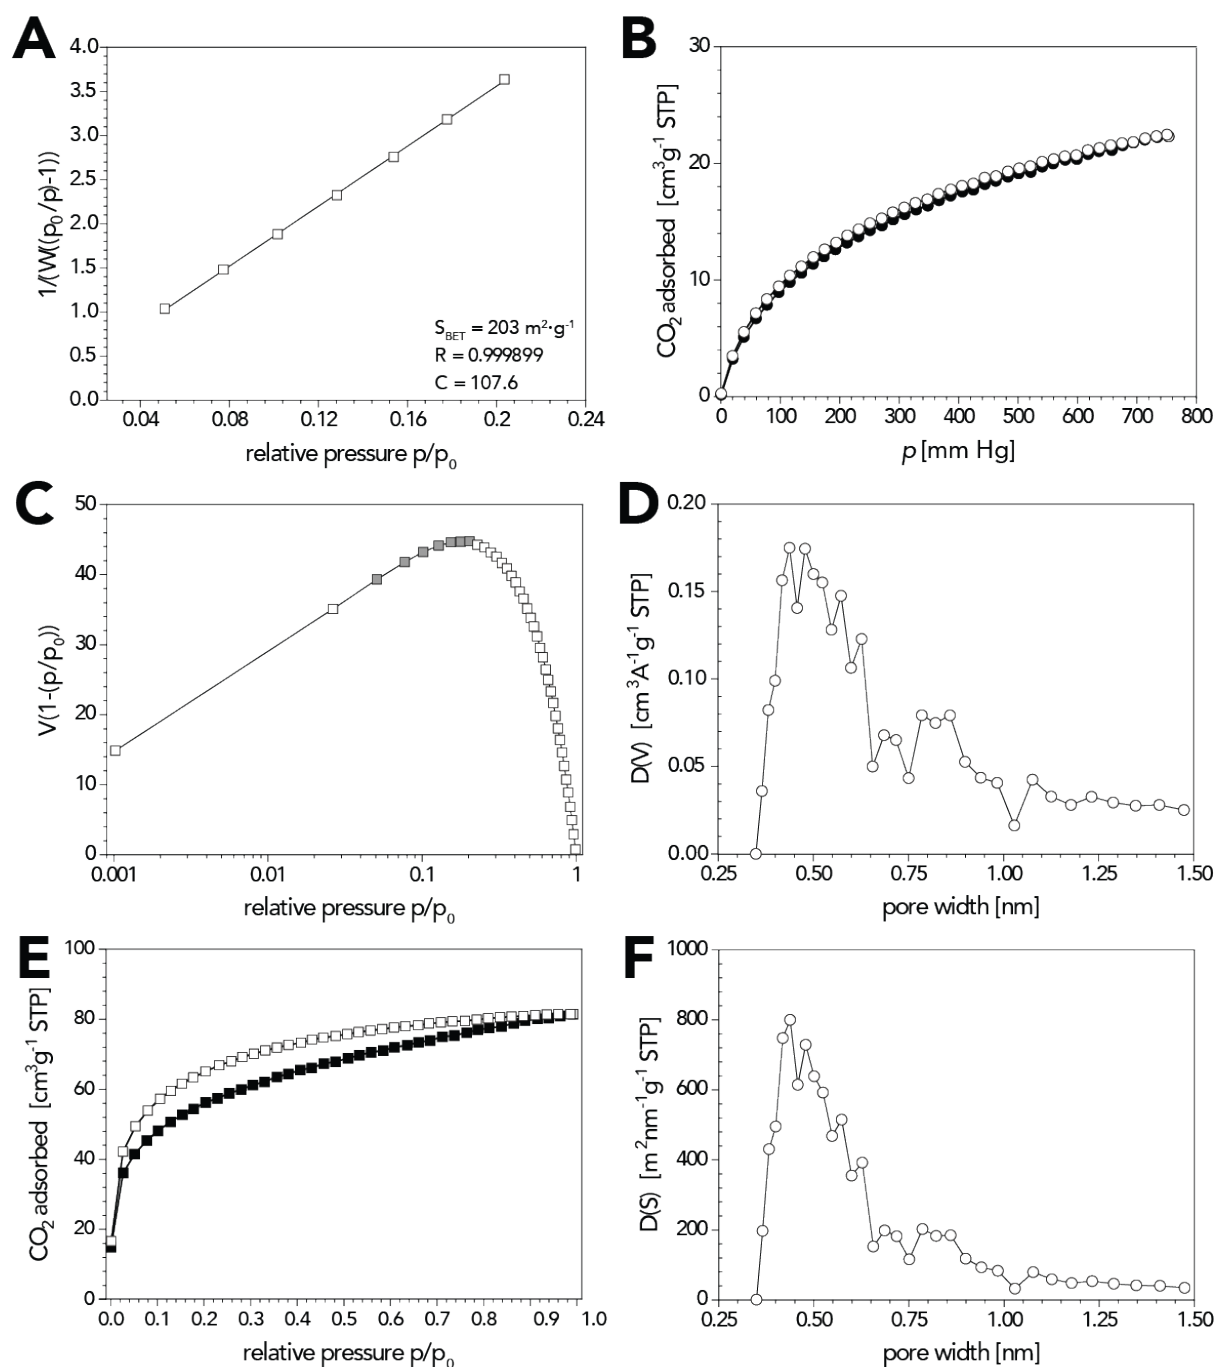 A
4.0
3.5
3.0
2.5
2.0
1.5
1.0
0.5
0.0
1/(W((p₀/p)-1))
S_BET = 203 m²·g⁻¹
R = 0.999899
C = 107.6
0.04 0.08 0.12 0.16 0.2 0.24
relative pressure p/p₀
B
30
20
10
0
CO₂ adsorbed [cm³g⁻¹ STP]
0 100 200 300 400 500 600 700 800
p [mm Hg]
C
50
40
30
20
10
0
V(1-(p/p₀))
0.001 0.01 0.1 1
relative pressure p/p₀
D
0.20
0.15
0.10
0.05
0.00
D(V) [cm³A⁻¹g⁻¹ STP]
0.25 0.50 0.75 1.00 1.25 1.50
pore width [nm]
E
100
80
60
40
20
0
CO₂ adsorbed [cm³g⁻¹ STP]
0.0 0.1 0.2 0.3 0.4 0.5 0.6 0.7 0.8 0.9 1.0
relative pressure p/p₀
F
1000
800
600
400
200
0
D(S) [m²nm⁻¹g⁻¹ STP]
0.25 0.50 0.75 1.00 1.25 1.50
pore width [nm]